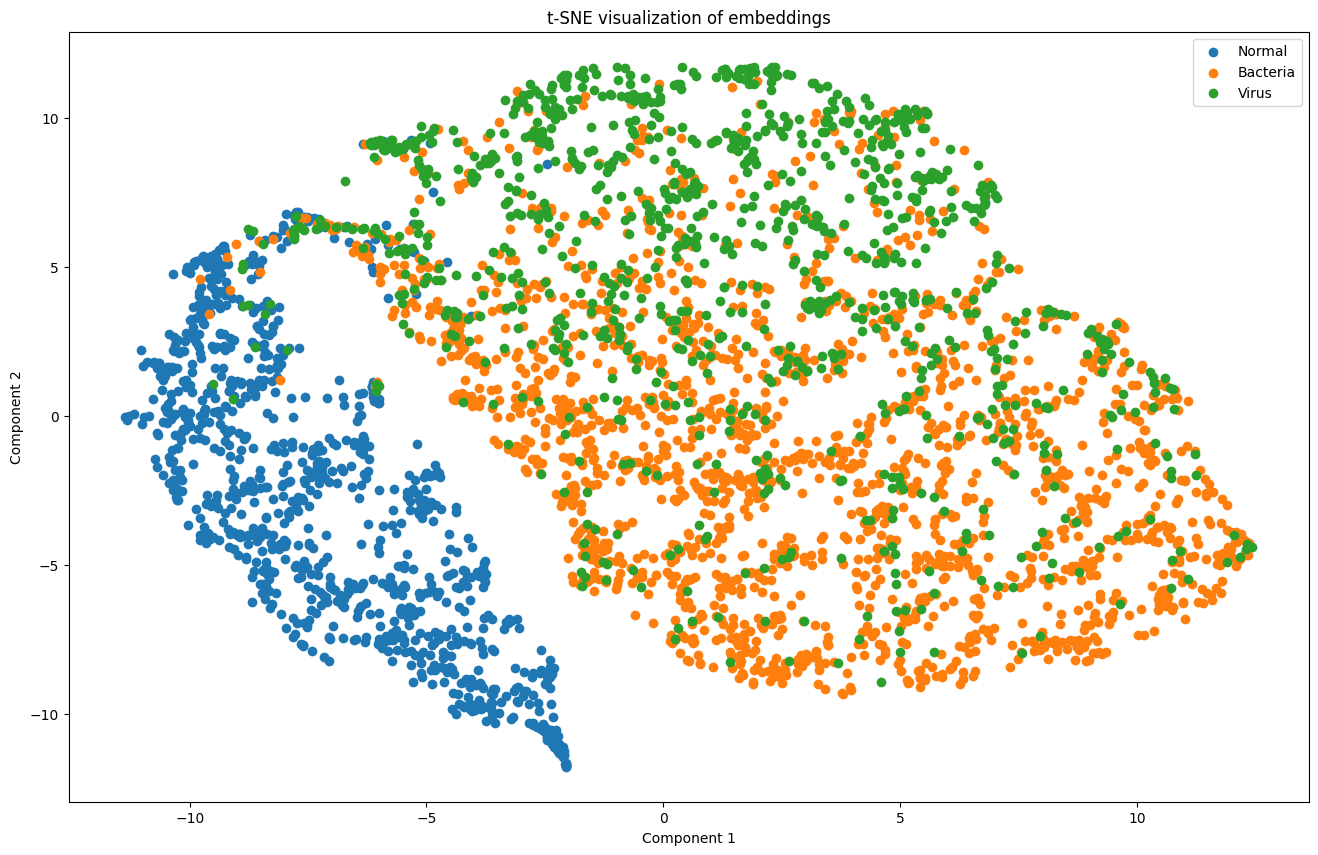 t-SNE visualization of embeddings
Normal
Bacteria
Virus
10
5
0
−5
−10
Component 2
−10
−5
0
5
10
Component 1